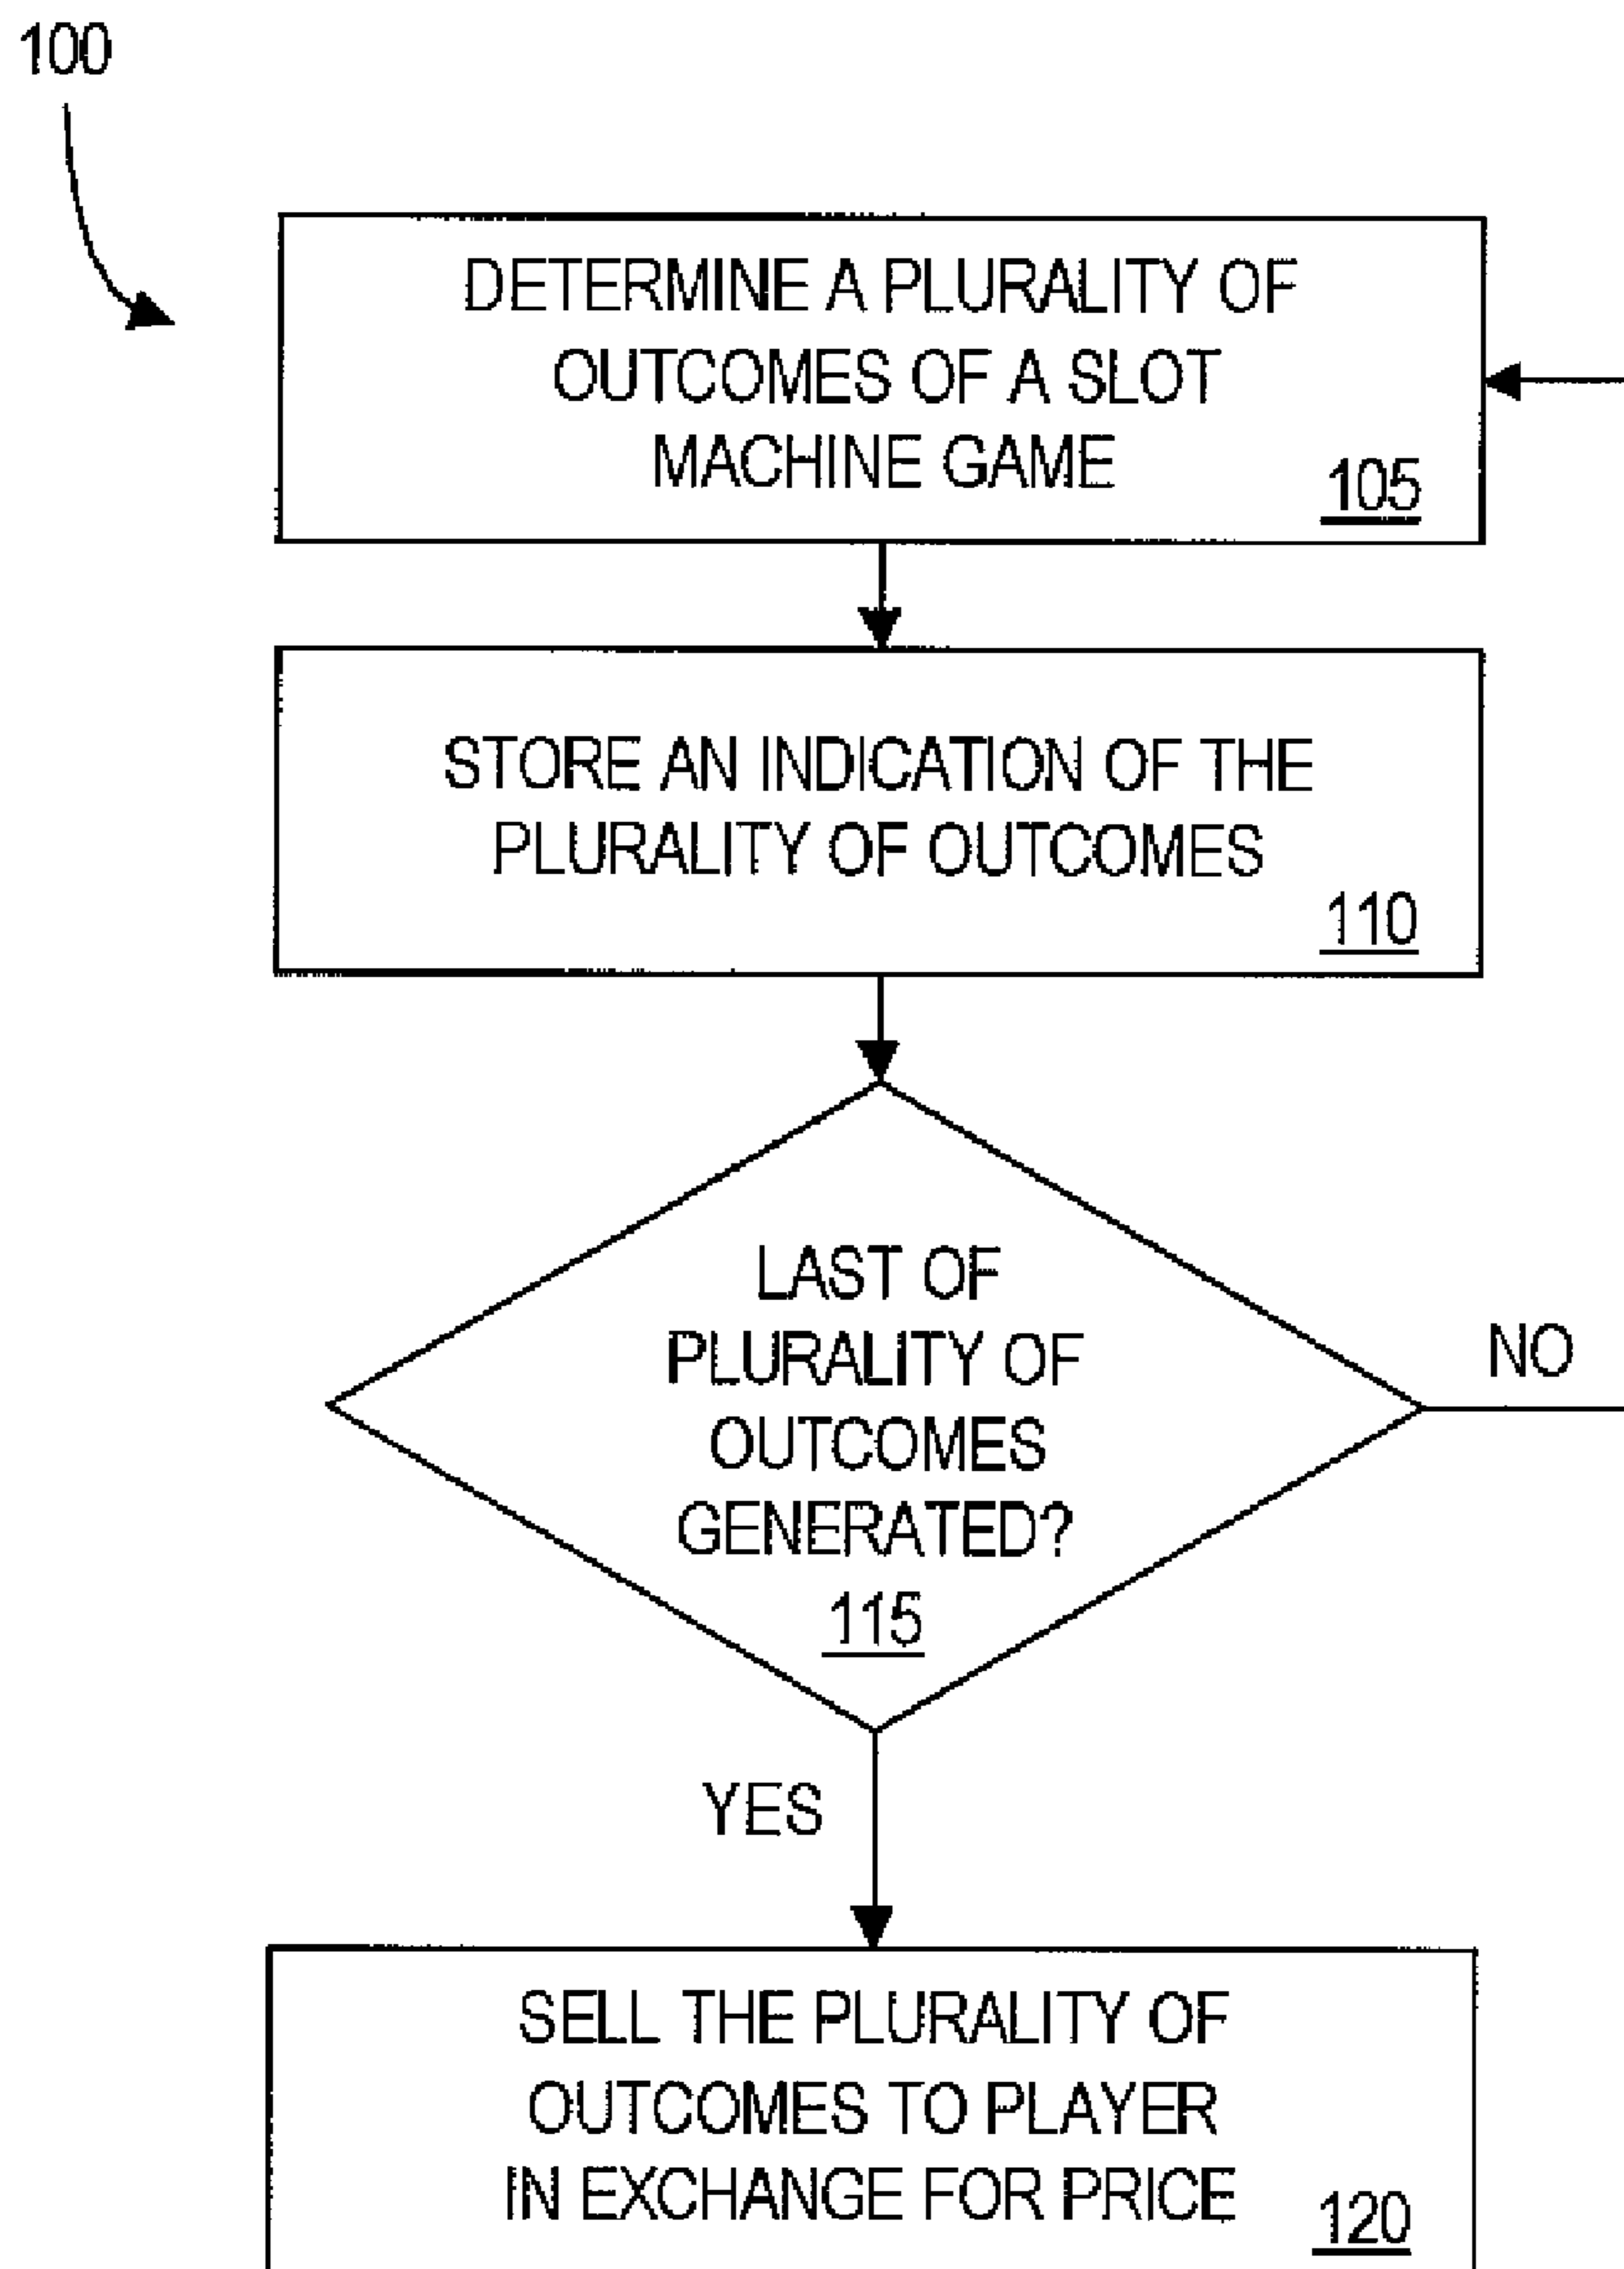 100
DETERMINE A PLURALITY OF
OUTCOMES OF A SLOT
MACHINE GAME
105
STORE AN INDICATION OF THE
PLURALITY OF OUTCOMES
110
LAST OF
PLURALITY OF
OUTCOMES
GENERATED?
115
NO
YES
SELL THE PLURALITY OF
OUTCOMES TO PLAYER
IN EXCHANGE FOR PRICE
120